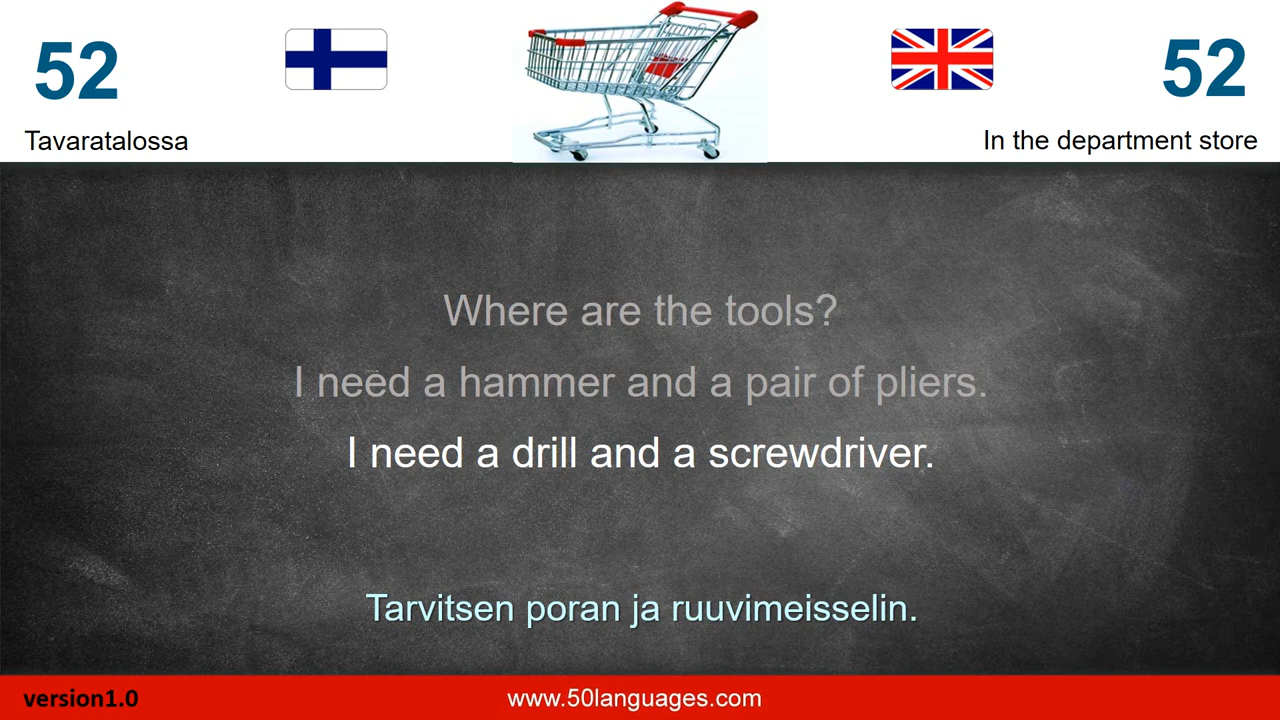 52
52
Tavaratalossa
In the department store
Where are the tools?
I need a hammer and a pair of pliers.
I need a drill and a screwdriver.
Tarvitsen poran ja ruuvimeisselin.
version1.0
www.50languages.com